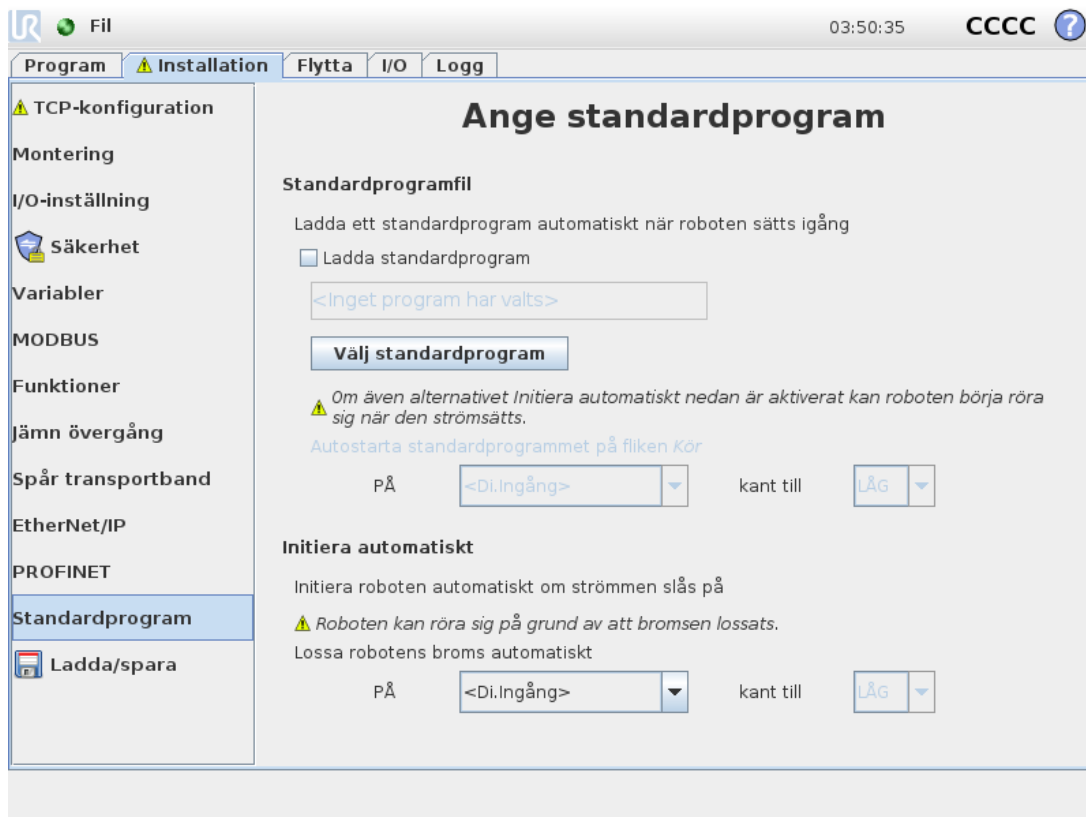 UR Fil 03:50:35 CCCC ?
Program Installation Flytta I/O Logg
TCP-konfiguration
Montering
I/O-inställning
Säkerhet
Variabler
MODBUS
Funktioner
Jämn övergång
Spår transportband
EtherNet/IP
PROFINET
Standardprogram
Ladda/spara
Ange standardprogram
Standardprogramfil
Ladda ett standardprogram automatiskt när roboten sätts igång
Ladda standardprogram
<Inget program har valts>
Välj standardprogram
Om även alternativet Initiera automatiskt nedan är aktiverat kan roboten börja röra
sig när den strömsätts.
Autostarta standardprogrammet på fliken Kör
PÅ <Di.Ingång> kant till LÅG
Initiera automatiskt
Initiera roboten automatiskt om strömmen slås på
Roboten kan röra sig på grund av att bromsen lossats.
Lossa robotens broms automatiskt
PÅ <Di.Ingång> kant till LÅG